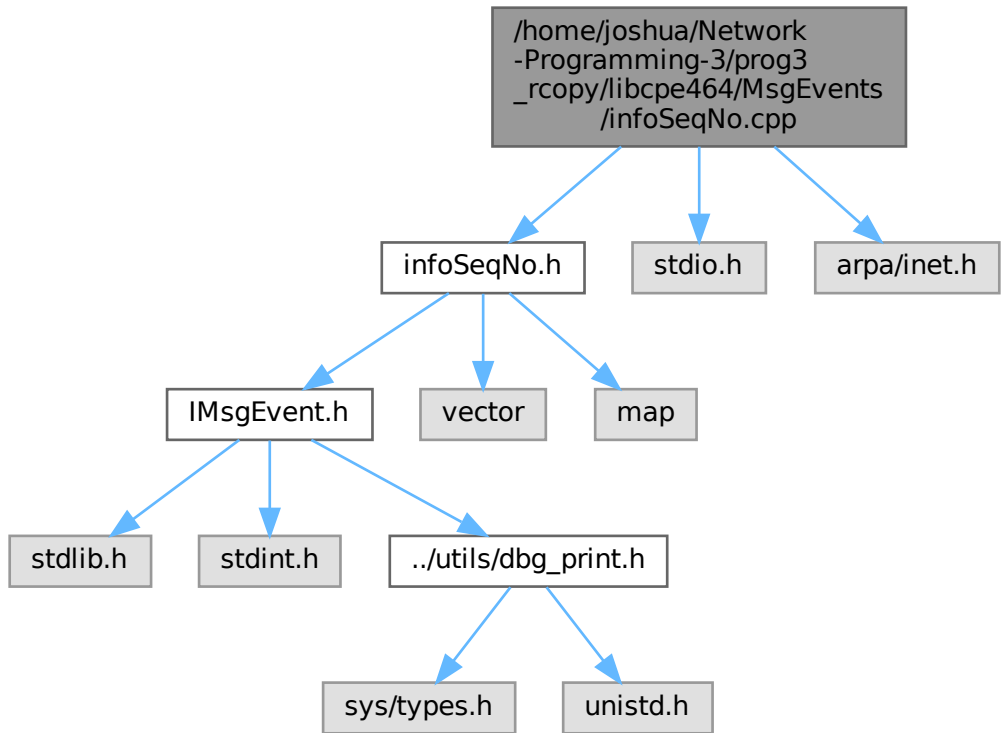 /home/joshua/Network
-Programming-3/prog3
_rcopy/libcpe464/MsgEvents
/infoSeqNo.cpp
infoSeqNo.h
stdio.h
arpa/inet.h
IMsgEvent.h
vector
map
stdlib.h
stdint.h
../utils/dbg_print.h
sys/types.h
unistd.h